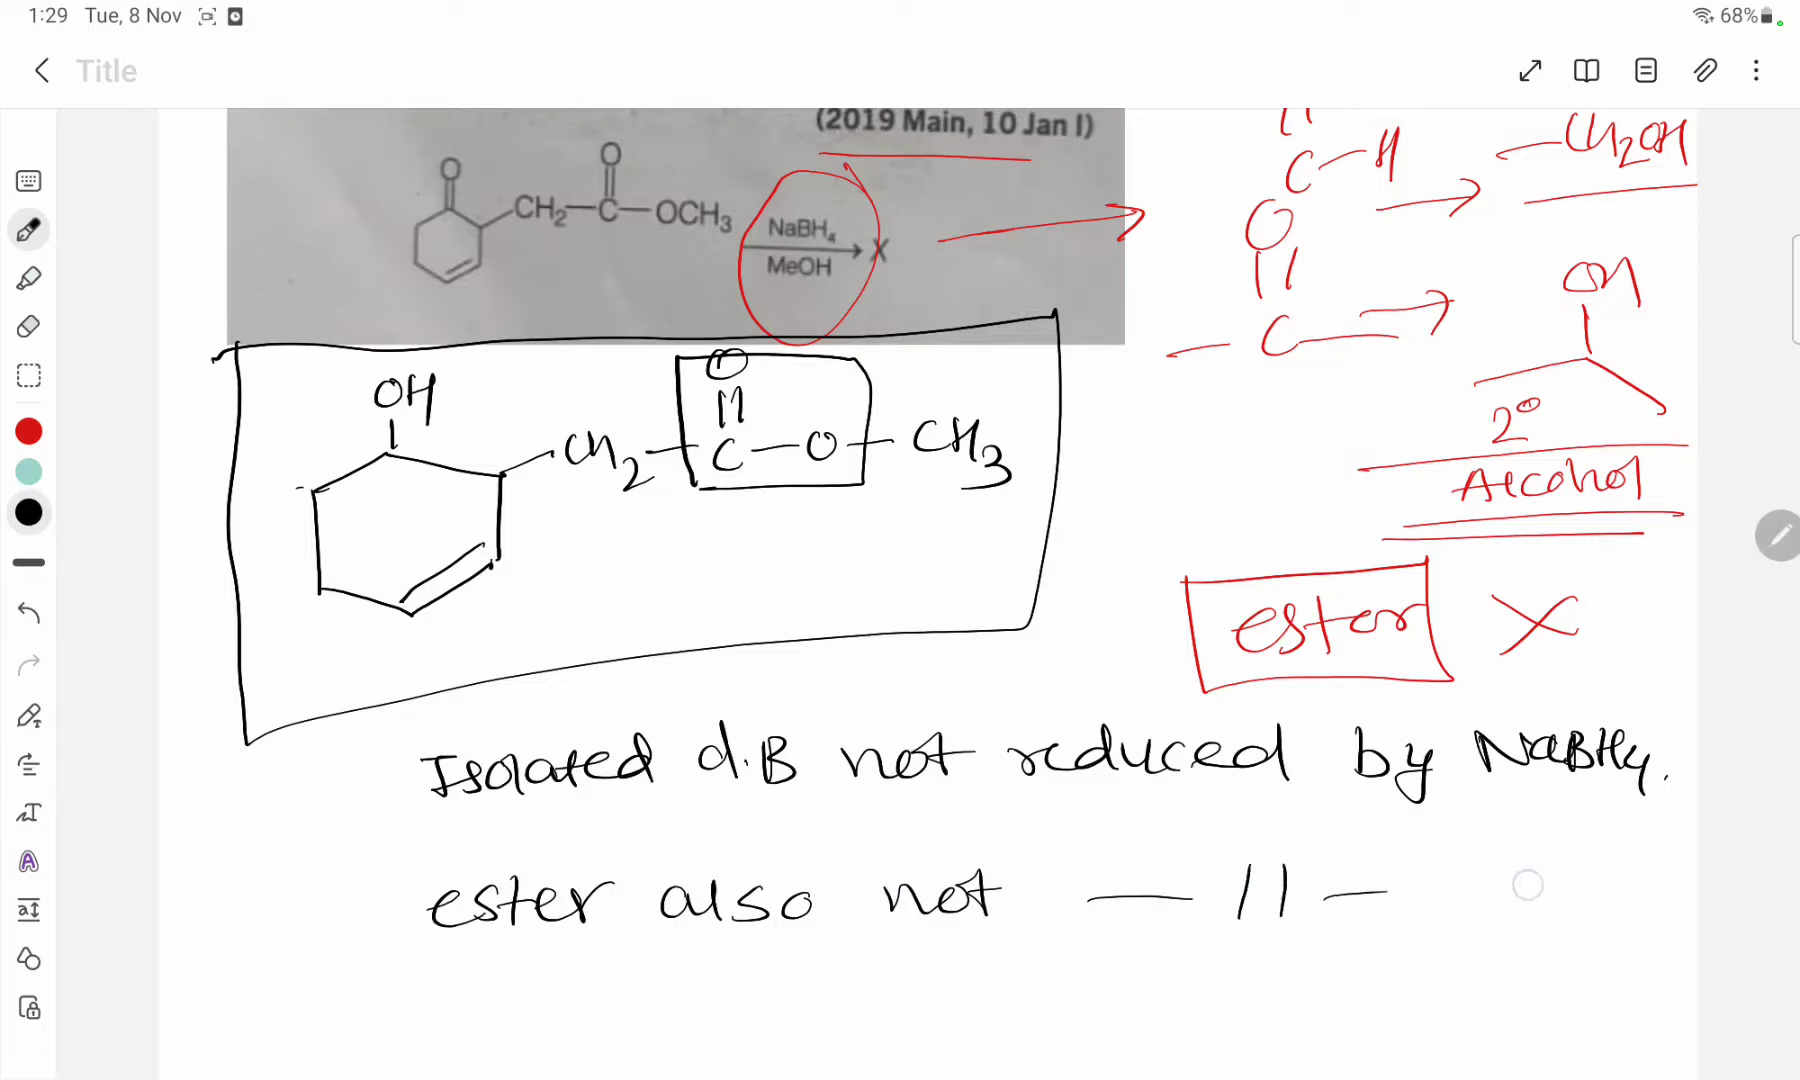 1:29 Tue, 8 Nov 68%
Title
(2019 Main, 10 Jan I)
O O
CH₂—C—OCH₃ NaBH₄ X
MeOH
C—H → —CH₂OH
O
C → OH
2°
Alcohol
OH O
CH₂—C—O—CH₃
ester X
Isolated d.B not reduced by NaBH₄.
ester also not — 11 —